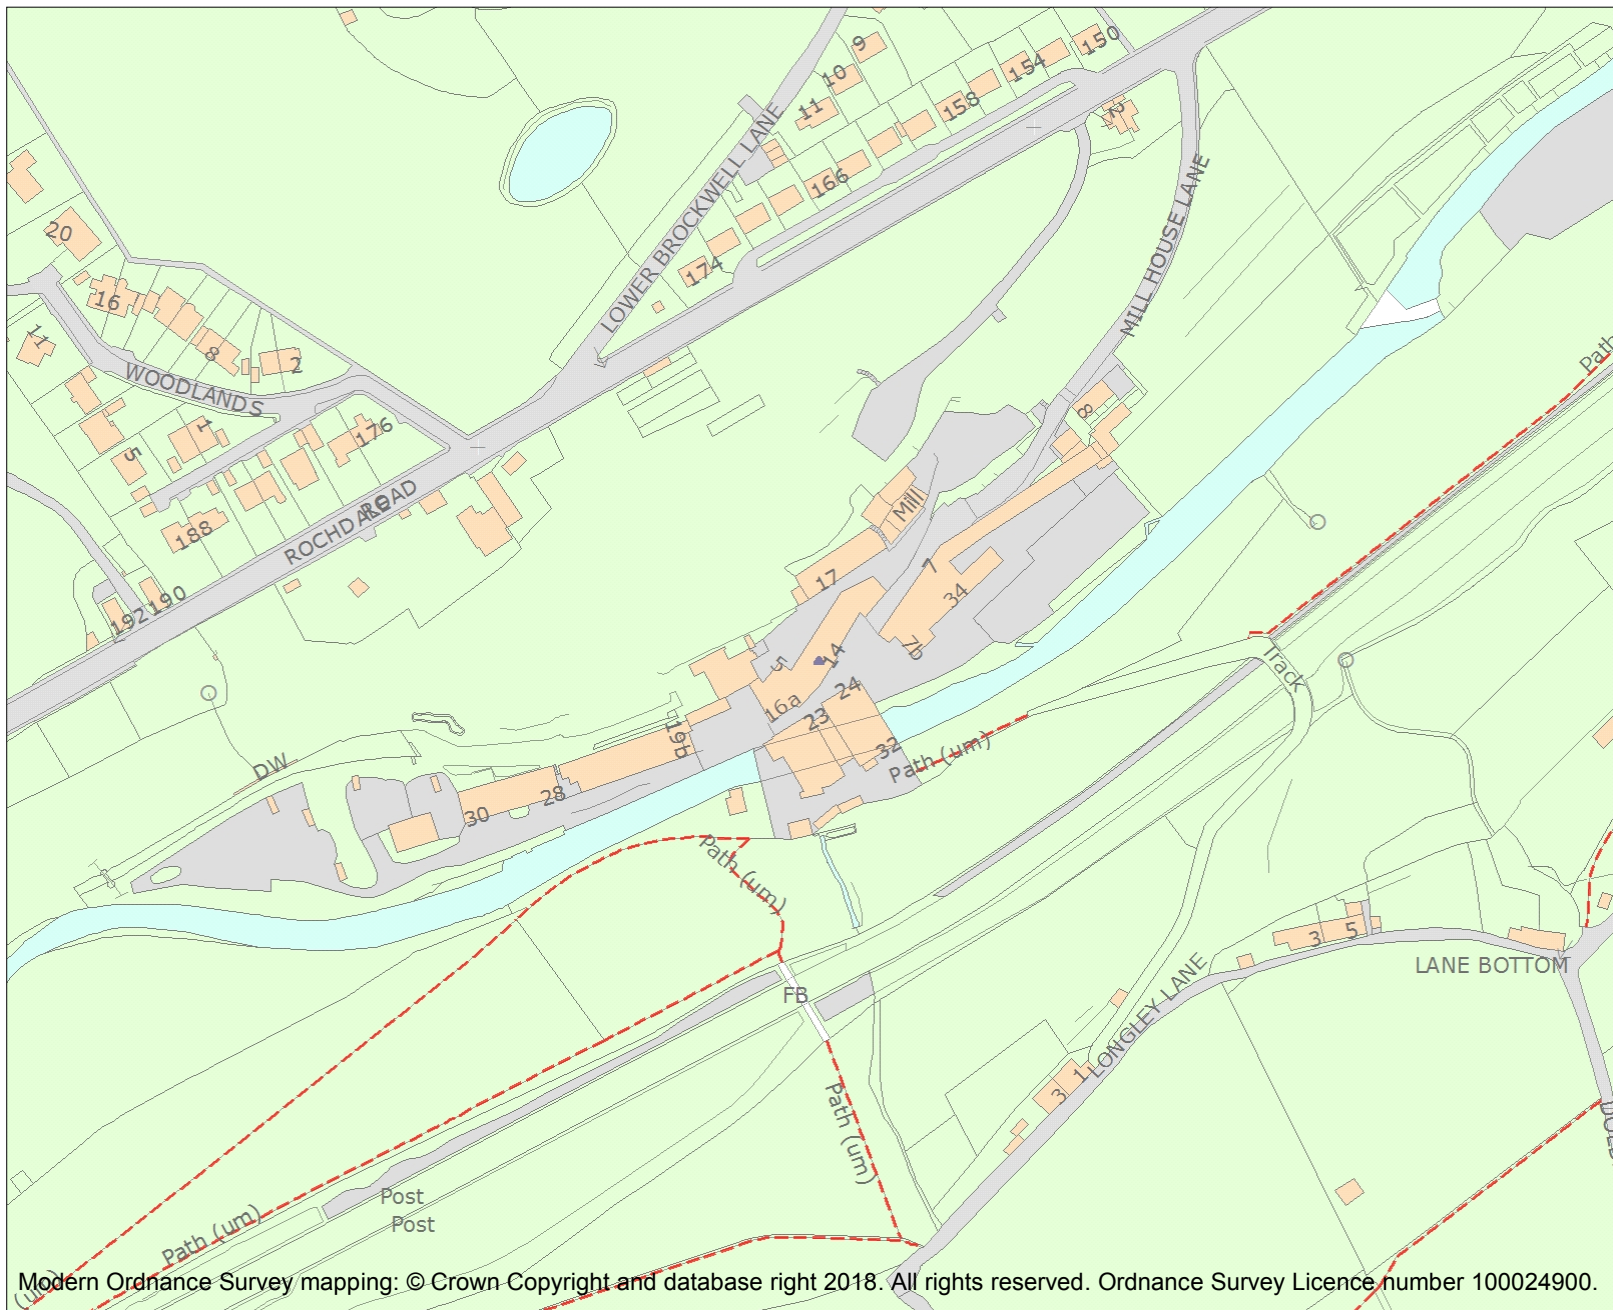 150
9
154
10
11
158
2
LOWER BROCKWELL LANE
166
MILL HOUSE LANE
20
174
16
11
8
2
WOODLANDS
Path
8
1
176
5
ROCHDALE ROAD
188
Mill
7
17
34
190
192
14
5
7b
Track
24
16a
23
19b
32
Path (um)
DW
28
30
Path (um)
3
5
LANE BOTTOM
FB
LONGLEY LANE
1
3
Path (um)
Post
Post
Path (um)
(um)
Modern Ordnance Survey mapping: © Crown Copyright and database right 2018. All rights reserved. Ordnance Survey Licence number 100024900.